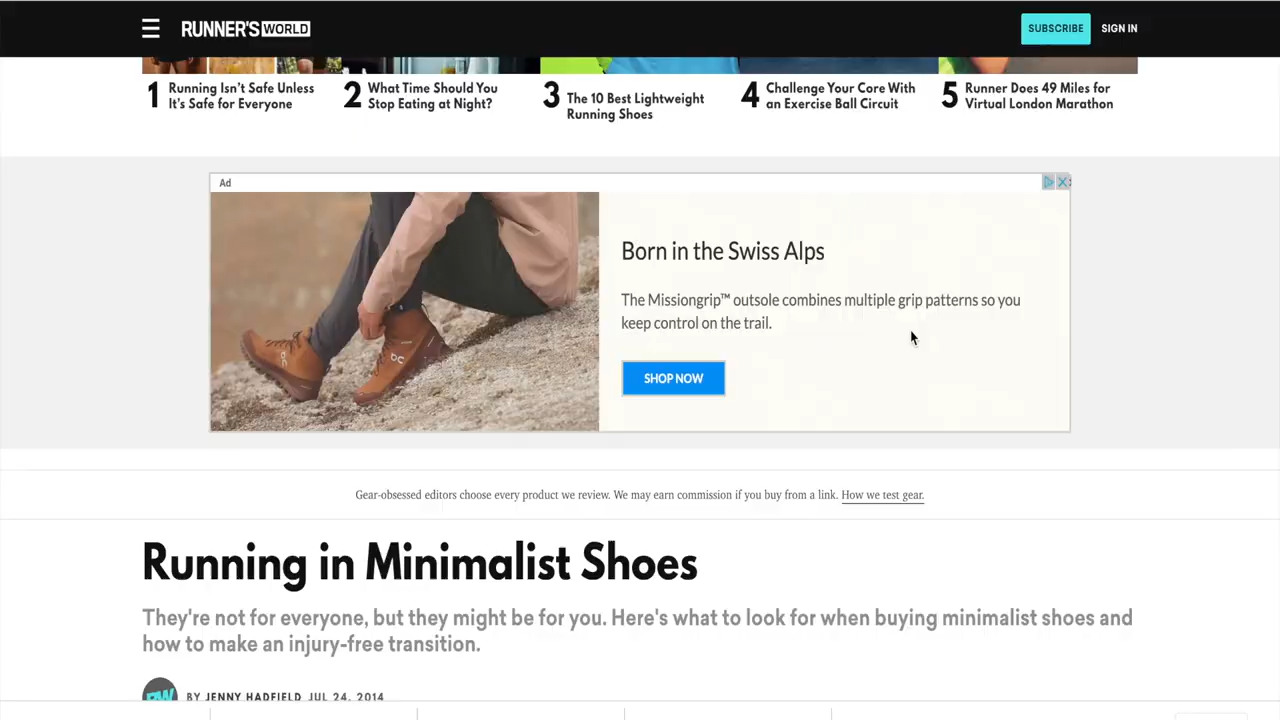 RUNNER'S WORLD
SUBSCRIBE
SIGN IN
1 Running Isn't Safe Unless
It's Safe for Everyone
2 What Time Should You
Stop Eating at Night?
3 The 10 Best Lightweight
Running Shoes
4 Challenge Your Core With
an Exercise Ball Circuit
5 Runner Does 49 Miles for
Virtual London Marathon
Ad
Born in the Swiss Alps
The Missiongrip™ outsole combines multiple grip patterns so you
keep control on the trail.
SHOP NOW
Gear-obsessed editors choose every product we review. We may earn commission if you buy from a link. How we test gear.
Running in Minimalist Shoes
They're not for everyone, but they might be for you. Here's what to look for when buying minimalist shoes and
how to make an injury-free transition.
RW BY JENNY HADFIELD JUL 24, 2014